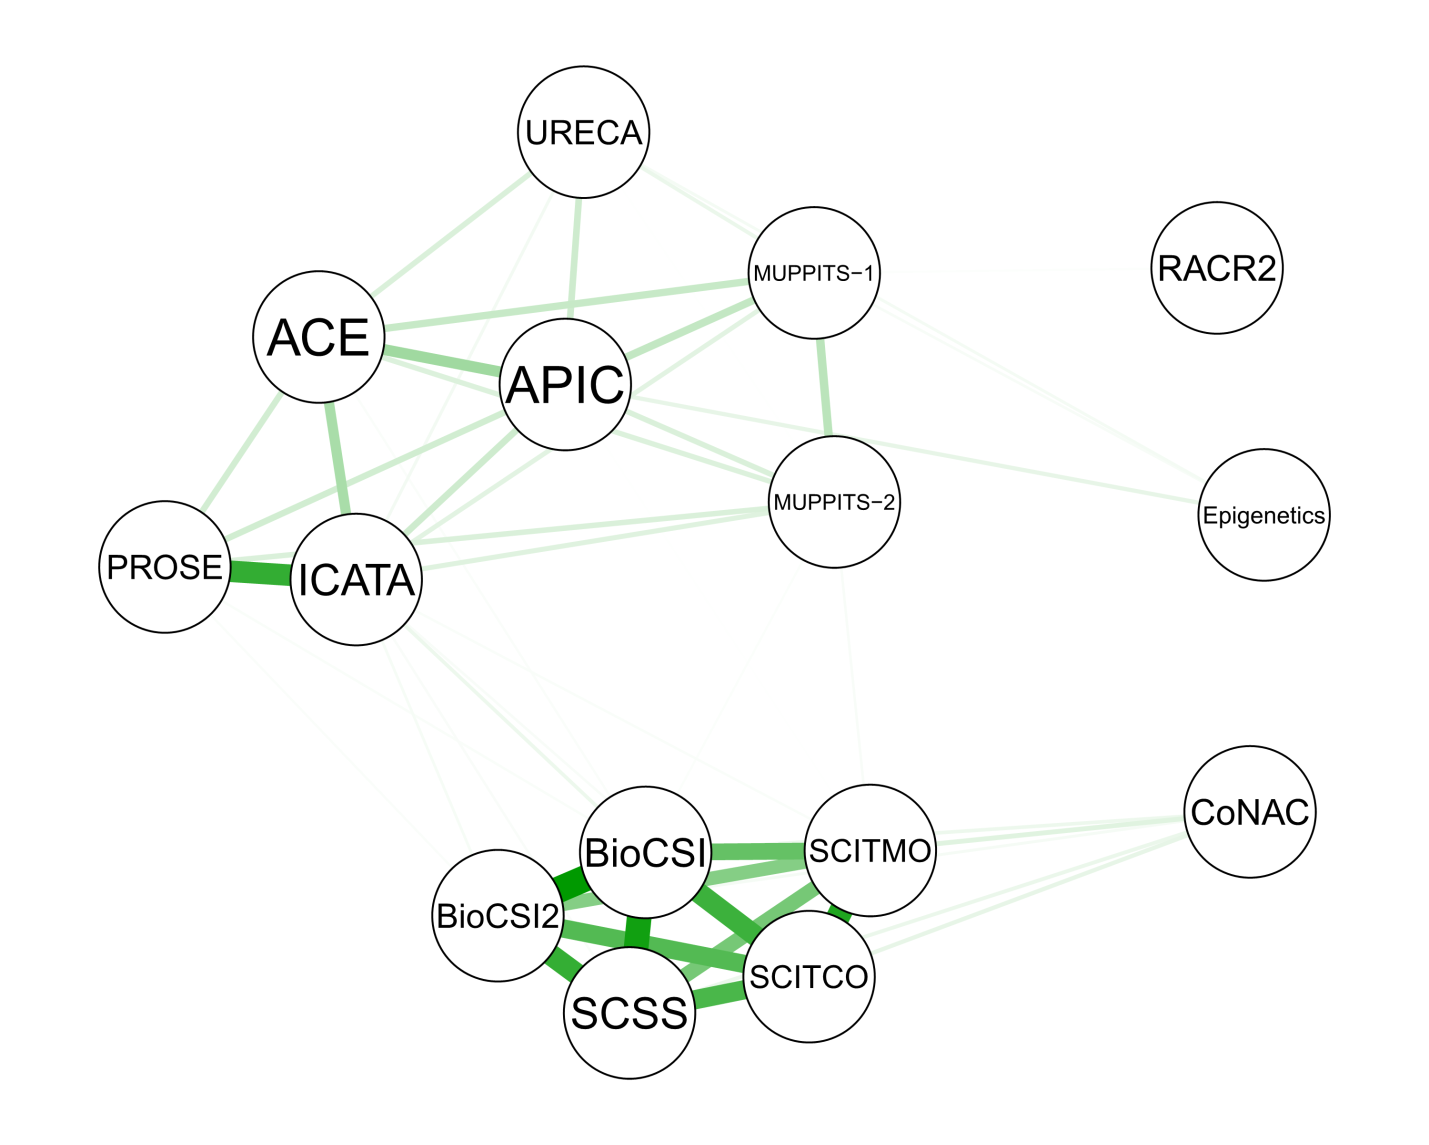 URECA
MUPPITS−1
RACR2
ACE
APIC
MUPPITS−2
Epigenetics
PROSE
ICATA
CoNAC
BioCSI
SCITMO
BioCSI2
SCITCO
SCSS